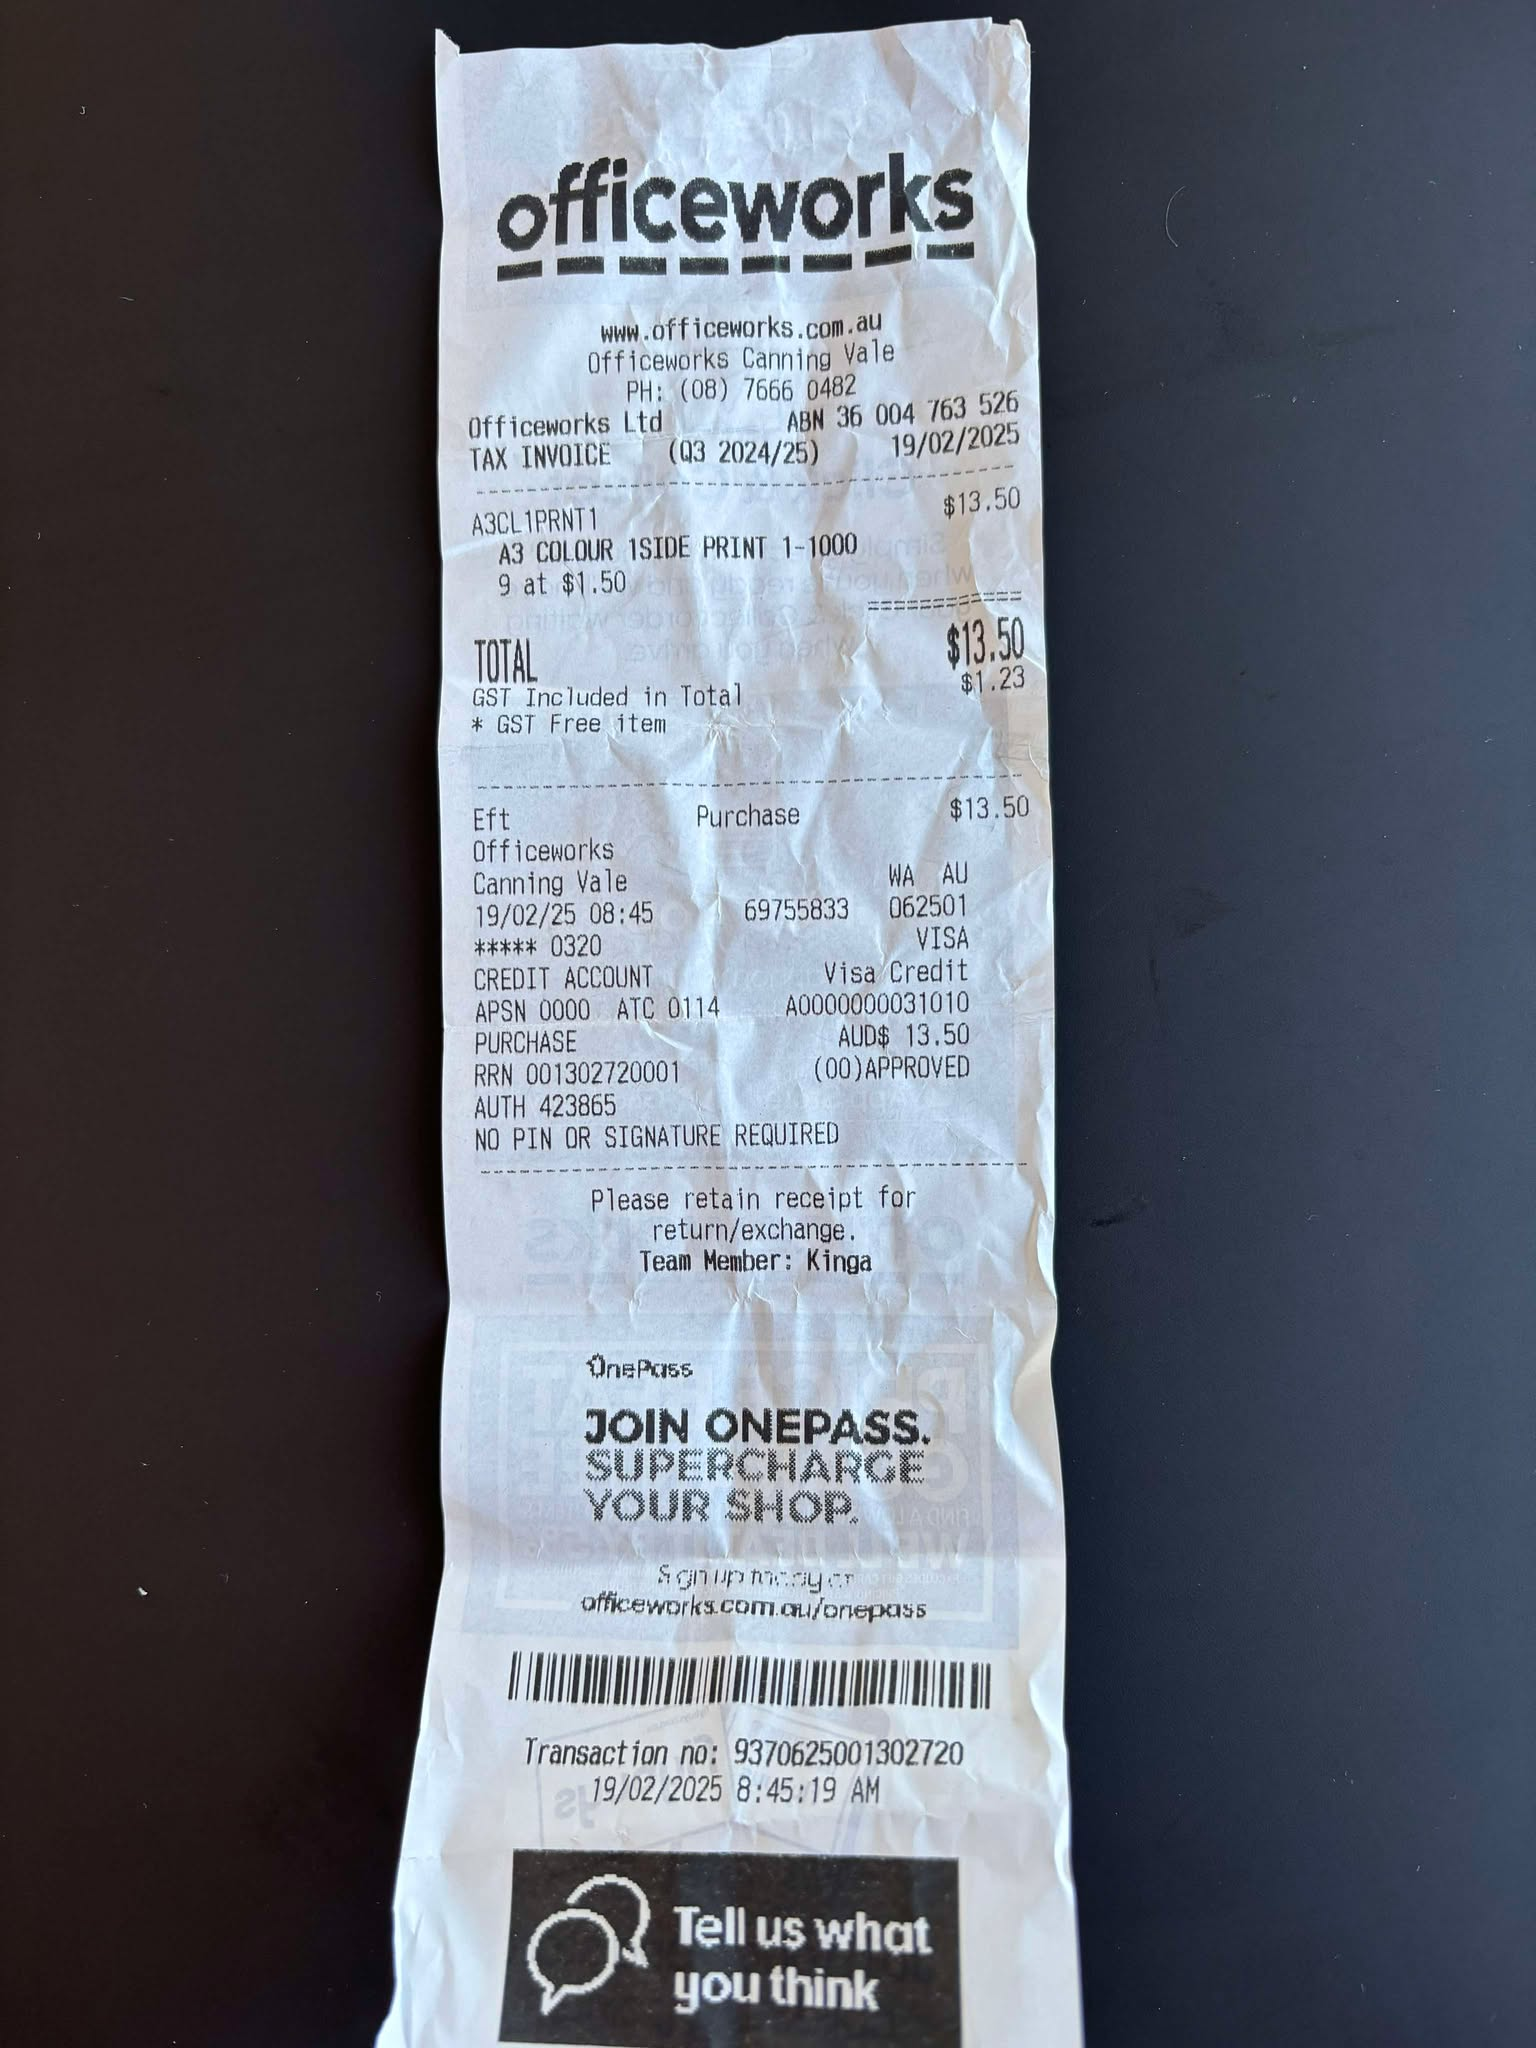 officeworks
www.officeworks.com.au
Officeworks Canning Vale
PH: (08) 7666 0482
Officeworks Ltd ABN 36 004 763 526
TAX INVOICE (Q3 2024/25) 19/02/2025
A3CL1PRNT1 $13.50
A3 COLOUR 1SIDE PRINT 1-1000
9 at $1.50
TOTAL $13.50
GST Included in Total $1.23
* GST Free item
Eft Purchase $13.50
Officeworks
Canning Vale WA AU
19/02/25 08:45 69755833 062501
***** 0320 VISA
CREDIT ACCOUNT Visa Credit
APSN 0000 ATC 0114 A0000000031010
PURCHASE AUD$ 13.50
RRN 001302720001 (00)APPROVED
AUTH 423865
NO PIN OR SIGNATURE REQUIRED
Please retain receipt for
return/exchange.
Team Member: Kinga
OnePass
JOIN ONEPASS.
SUPERCHARGE
YOUR SHOP.
Sign up today at
officeworks.com.au/onepass
Transaction no: 9370625001302720
19/02/2025 8:45:19 AM
Tell us what
you think